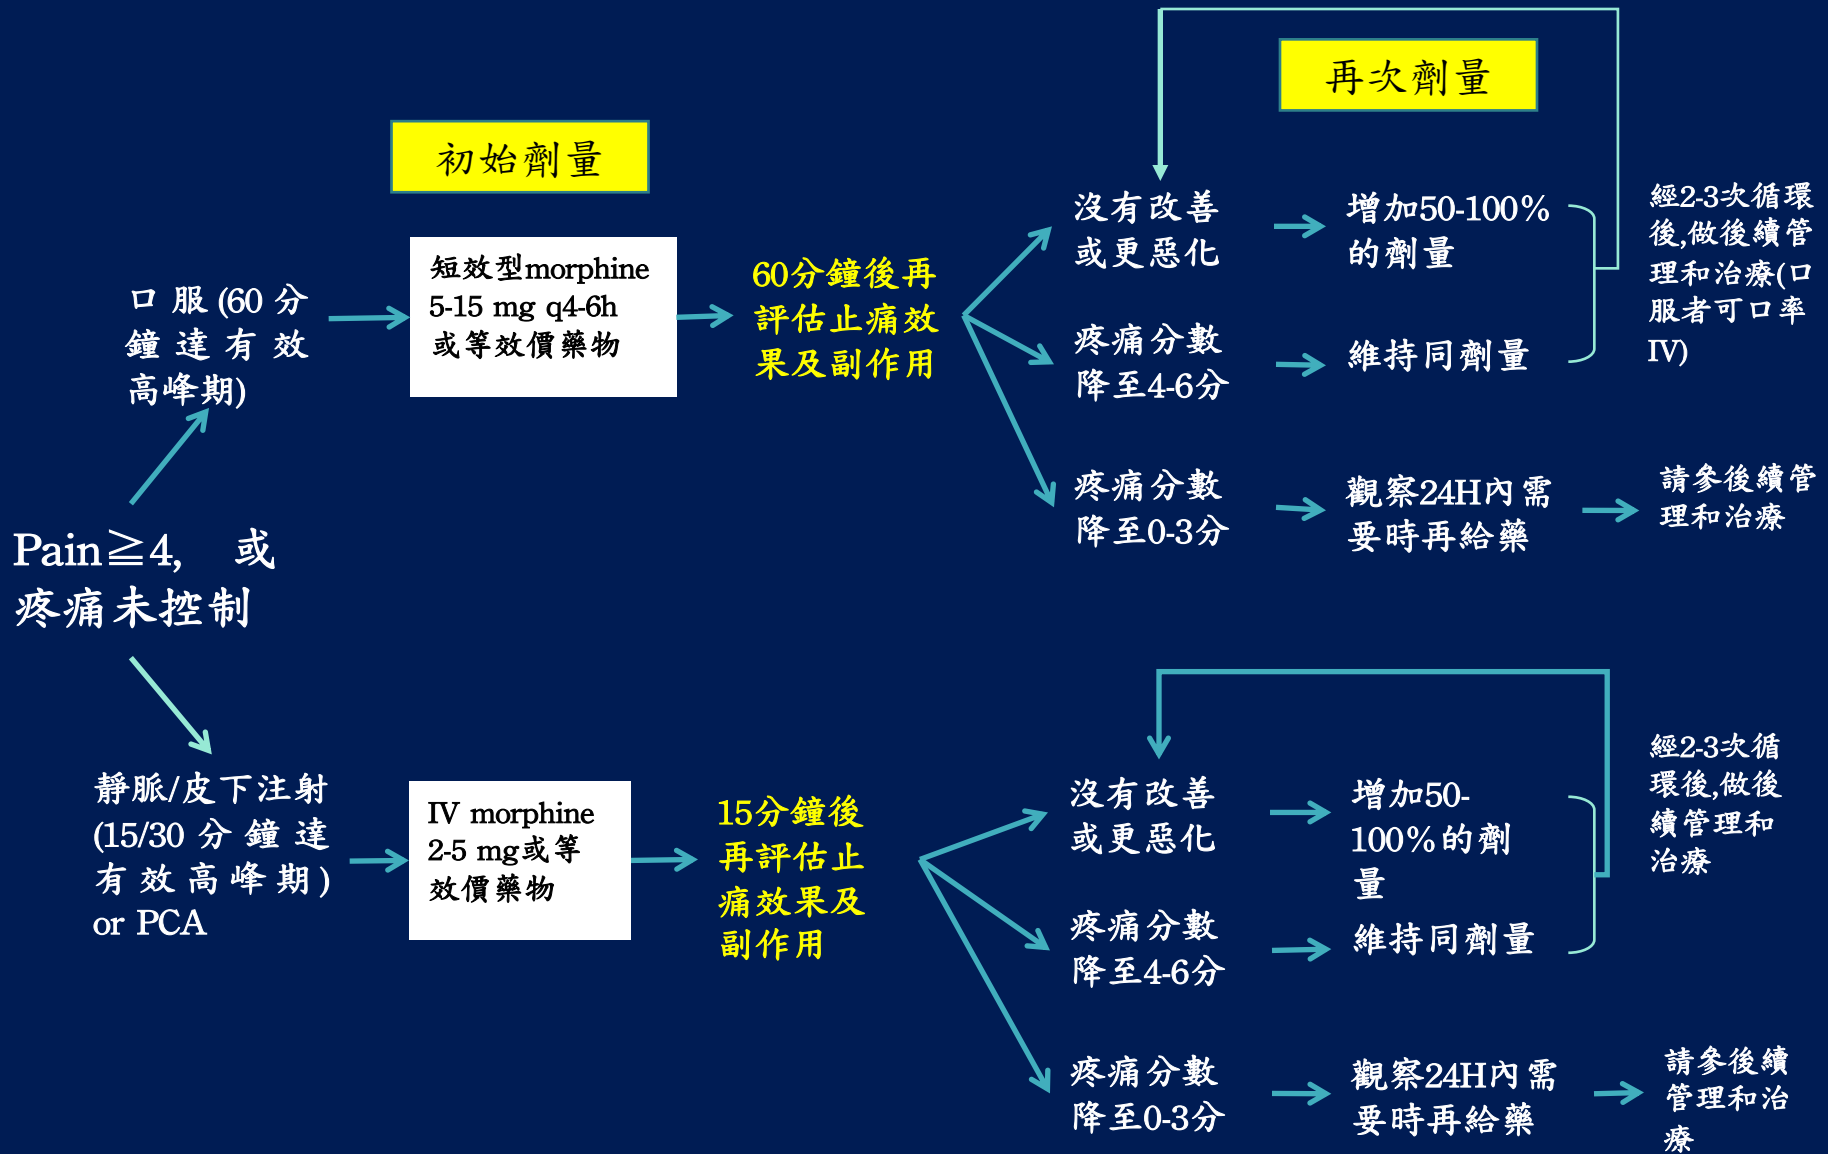 再次劑量
初始劑量
Pain≧4, 或
疼痛未控制
口服(60分
鐘達有效
高峰期)
短效型morphine
5-15 mg q4-6h
或等效價藥物
60分鐘後再
評估止痛效
果及副作用
沒有改善
或更惡化
增加50-100%
的劑量
疼痛分數
降至4-6分
維持同劑量
經2-3次循環
後,做後續管
理和治療(口
服者可口率
IV)
疼痛分數
降至0-3分
觀察24H內需
要時再給藥
請參後續管
理和治療
靜脈/皮下注射
(15/30分鐘達
有效高峰期)
or PCA
IV morphine
2-5 mg或等
效價藥物
15分鐘後
再評估止
痛效果及
副作用
沒有改善
或更惡化
增加50-
100%的劑
量
疼痛分數
降至4-6分
維持同劑量
經2-3次循
環後,做後
續管理和
治療
疼痛分數
降至0-3分
觀察24H內需
要時再給藥
請參後續
管理和治
療